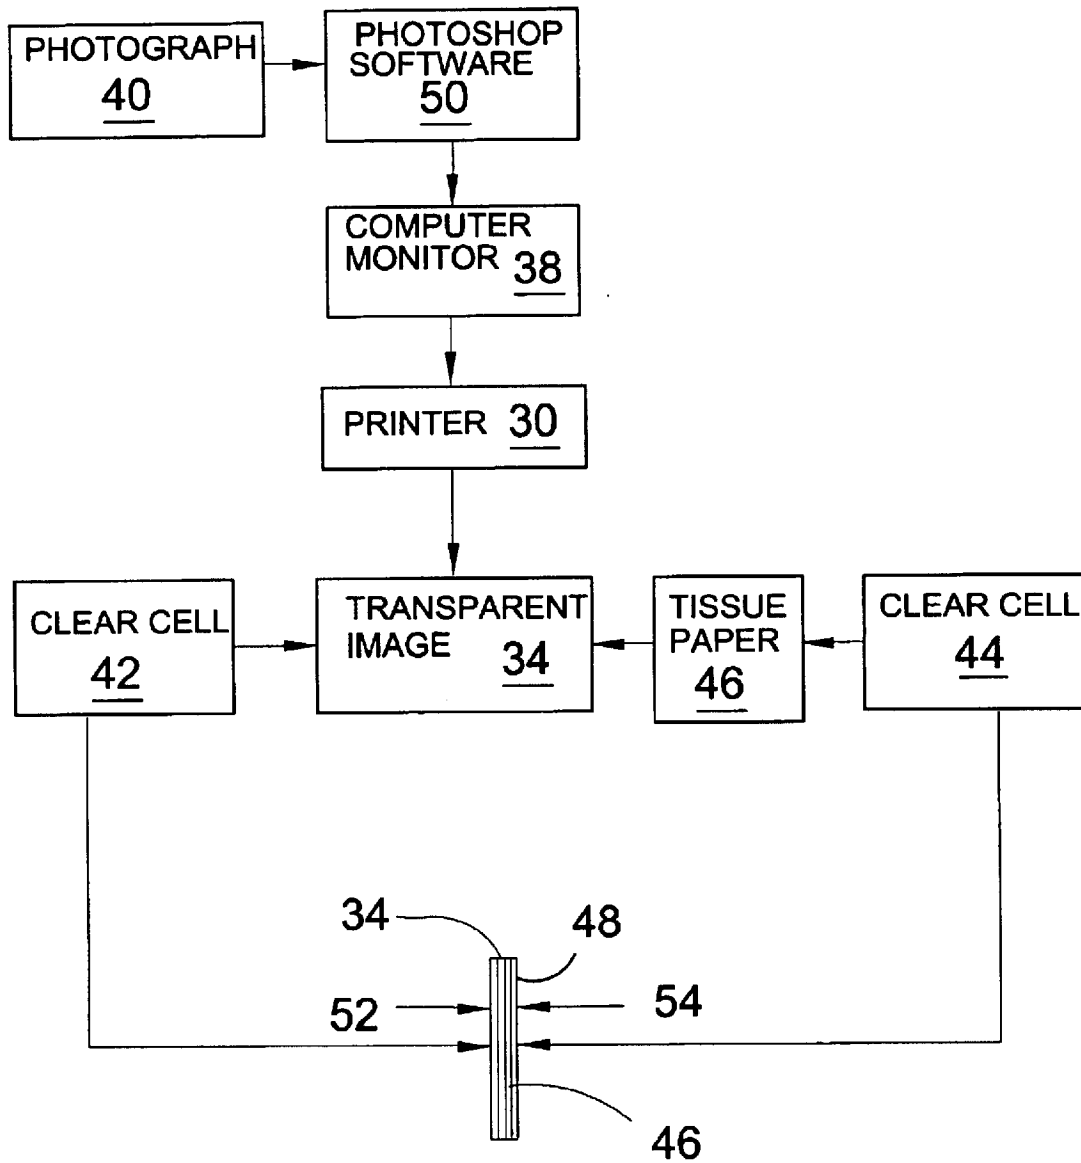 PHOTOGRAPH
40
PHOTOSHOP
SOFTWARE
50
COMPUTER
MONITOR 38
PRINTER 30
CLEAR CELL
42
TRANSPARENT
IMAGE 34
TISSUE
PAPER
46
CLEAR CELL
44
34
48
52
54
46